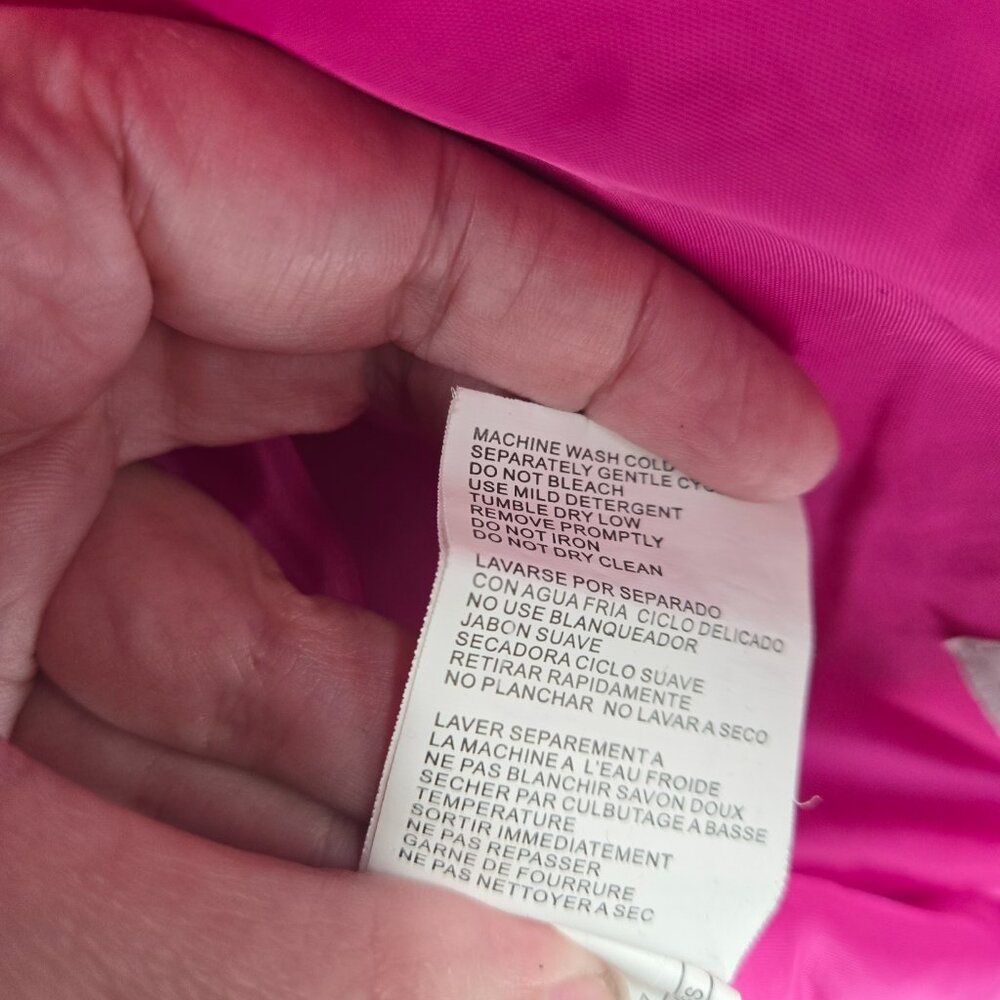 MACHINE WASH COLD
SEPARATELY GENTLE
DO NOT BLEACH
USE MILD DETERGENT
TUMBLE DRY LOW
REMOVE PROMPTLY
DO NOT IRON
DO NOT DRY CLEAN
LAVARSE POR SEPARADO
CON AGUA FRIA CICLO DELICADO
NO USE BLANQUEADOR
JABON SUAVE
SECADORA CICLO SUAVE
RETIRAR RAPIDAMENTE
NO PLANCHAR NO LAVAR A SECO
LAVER SEPAREMENT A
LA MACHINE A L'EAU FROIDE
NE PAS BLANCHIR SAVON DOUX
SECHER PAR CULBUTAGE A BASSE
TEMPERATURE
SORTIR IMMEDIATEMENT
NE PAS REPASSER
GARNE DE FOURRURE
NE PAS NETTOYER A SEC